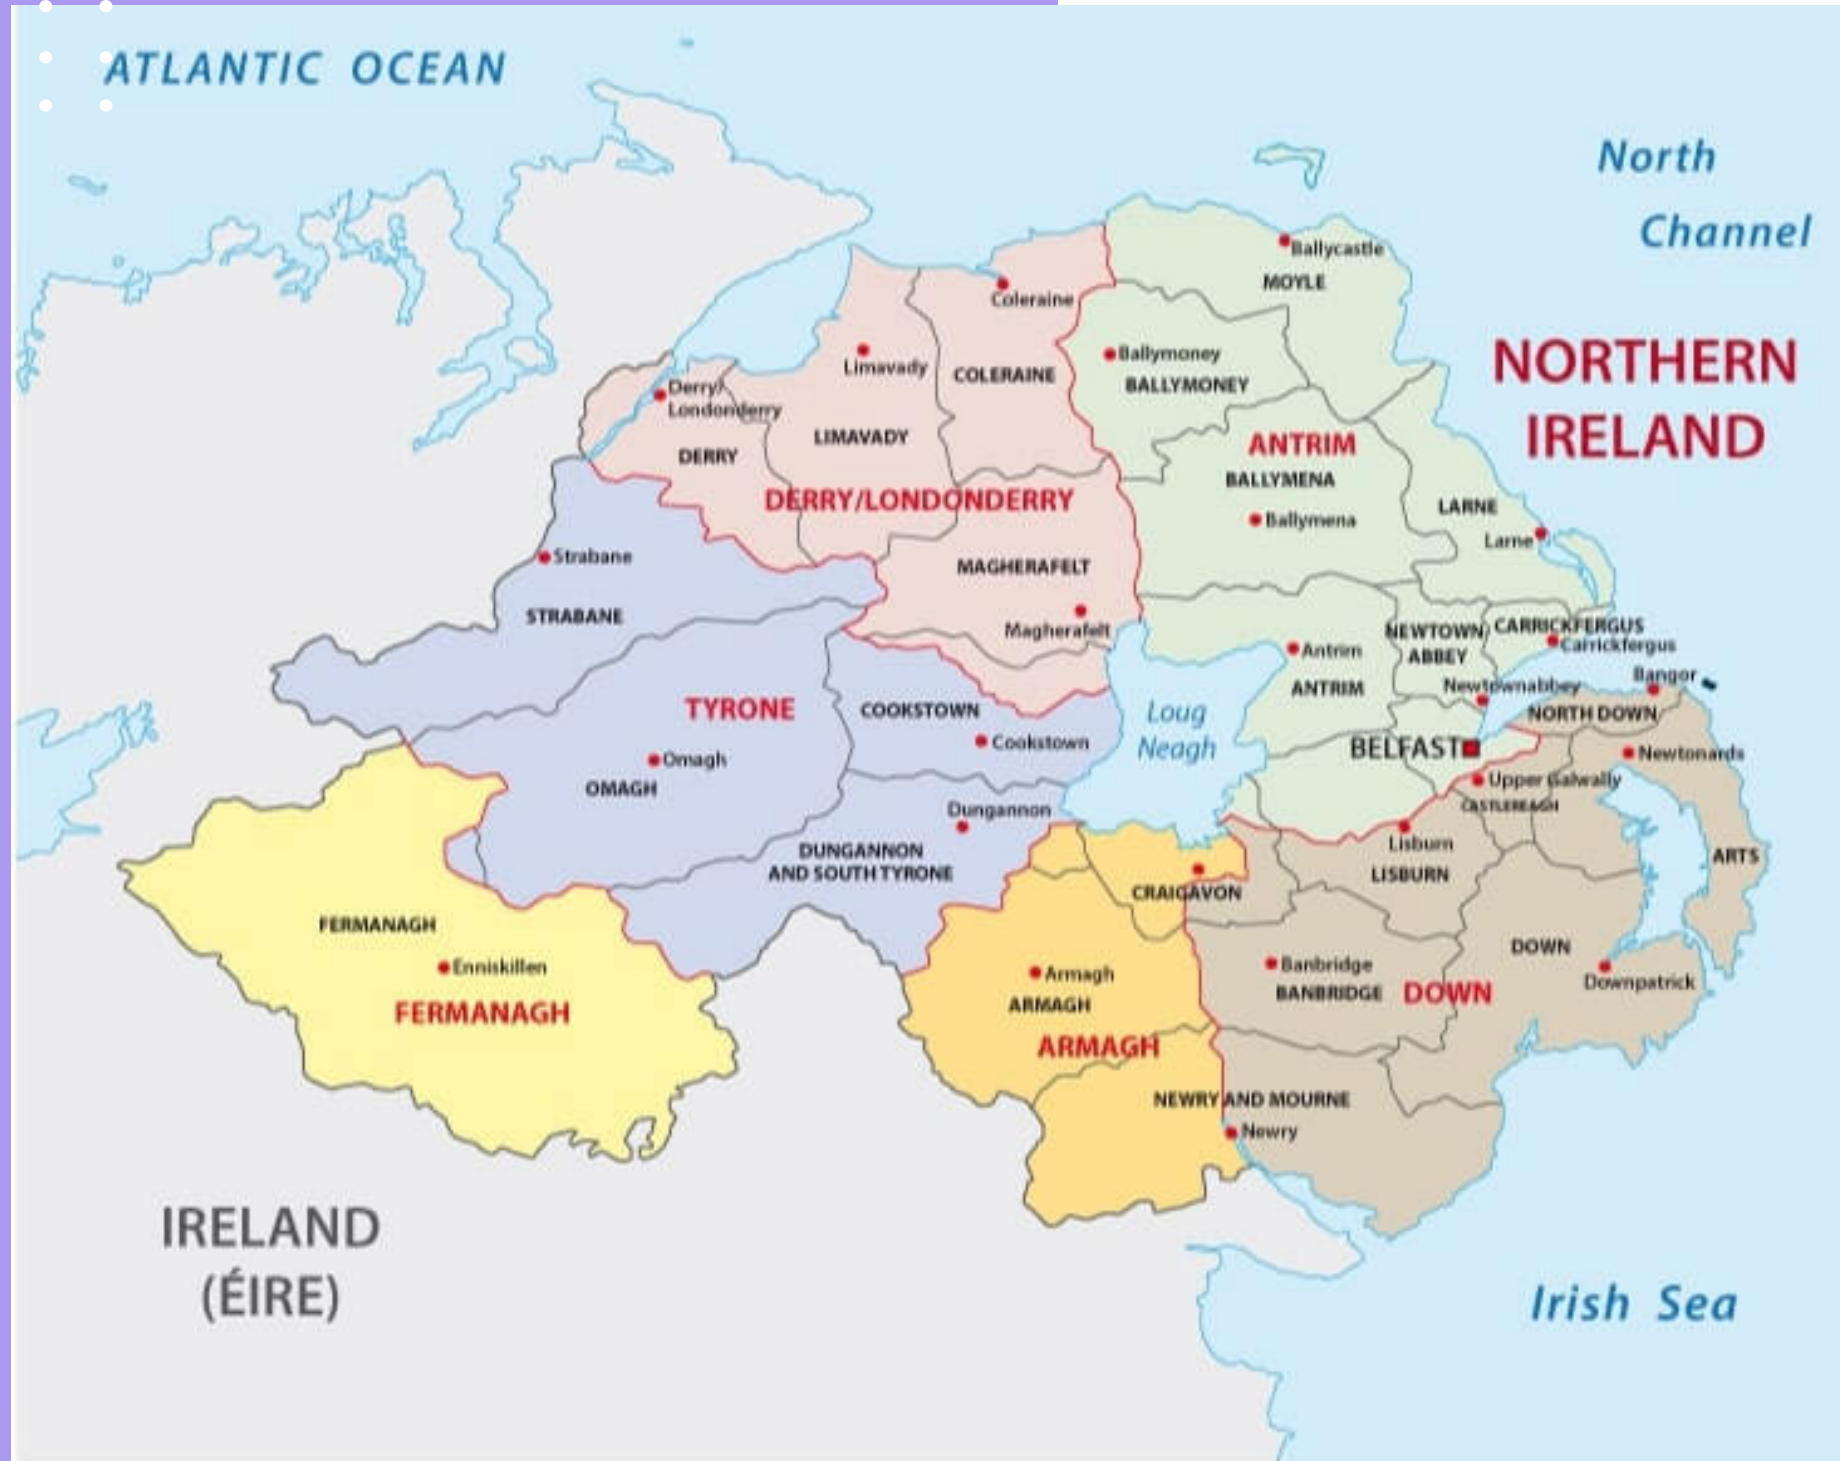 ATLANTIC OCEAN
North
Channel
NORTHERN
IRELAND
Ballycastle
MOYLE
Coleraine
Ballymoney
BALLYMONEY
Limavady
COLERAINE
Derry/
Londonderry
LIMAVADY
DERRY
DERRY/LONDONDERRY
ANTRIM
BALLYMENA
Ballymena
LARNE
Larne
Strabane
STRABANE
MAGHERAFELT
Magherafelt
Antrim
ANTRIM
NEWTOWN
ABBEY
CARRICKFERGUS
Carrickfergus
Newtownabbey
Bangor
NORTH DOWN
TYRONE
COOKSTOWN
Cookstown
Loug
Neagh
BELFAST
Newtonards
Upper Galwally
CASTLEREAGH
Omagh
OMAGH
Dungannon
DUNGANNON
AND SOUTH TYRONE
Lisburn
LISBURN
ARTS
CRAIGAVON
FERMANAGH
Enniskillen
FERMANAGH
Armagh
ARMAGH
ARMAGH
Banbridge
BANBRIDGE
DOWN
DOWN
Downpatrick
NEWRY AND MOURNE
Newry
IRELAND
(ÉIRE)
Irish Sea